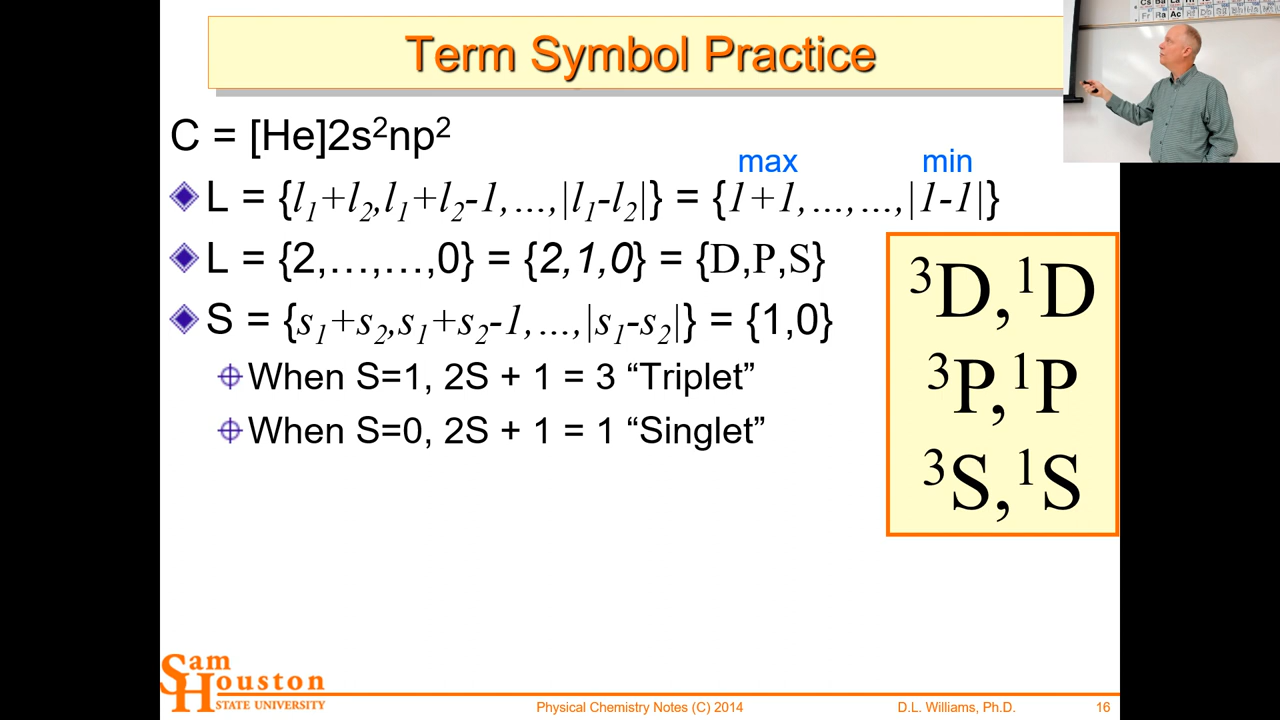 Term Symbol Practice
C = [He]2s²np²
max min
L = {l₁+l₂,l₁+l₂-1,…,|l₁-l₂|} = {1+1,…,…,|1-1|}
L = {2,…,…,0} = {2,1,0} = {D,P,S}
S = {s₁+s₂,s₁+s₂-1,…,|s₁-s₂|} = {1,0}
When S=1, 2S + 1 = 3 “Triplet”
When S=0, 2S + 1 = 1 “Singlet”
³D,¹D
³P,¹P
³S,¹S
Sam
Houston
STATE UNIVERSITY
Physical Chemistry Notes (C) 2014 D.L. Williams, Ph.D. 16
Fr Ra Ac